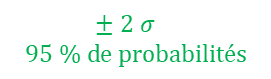 ± 2 σ
95 % de probabilités